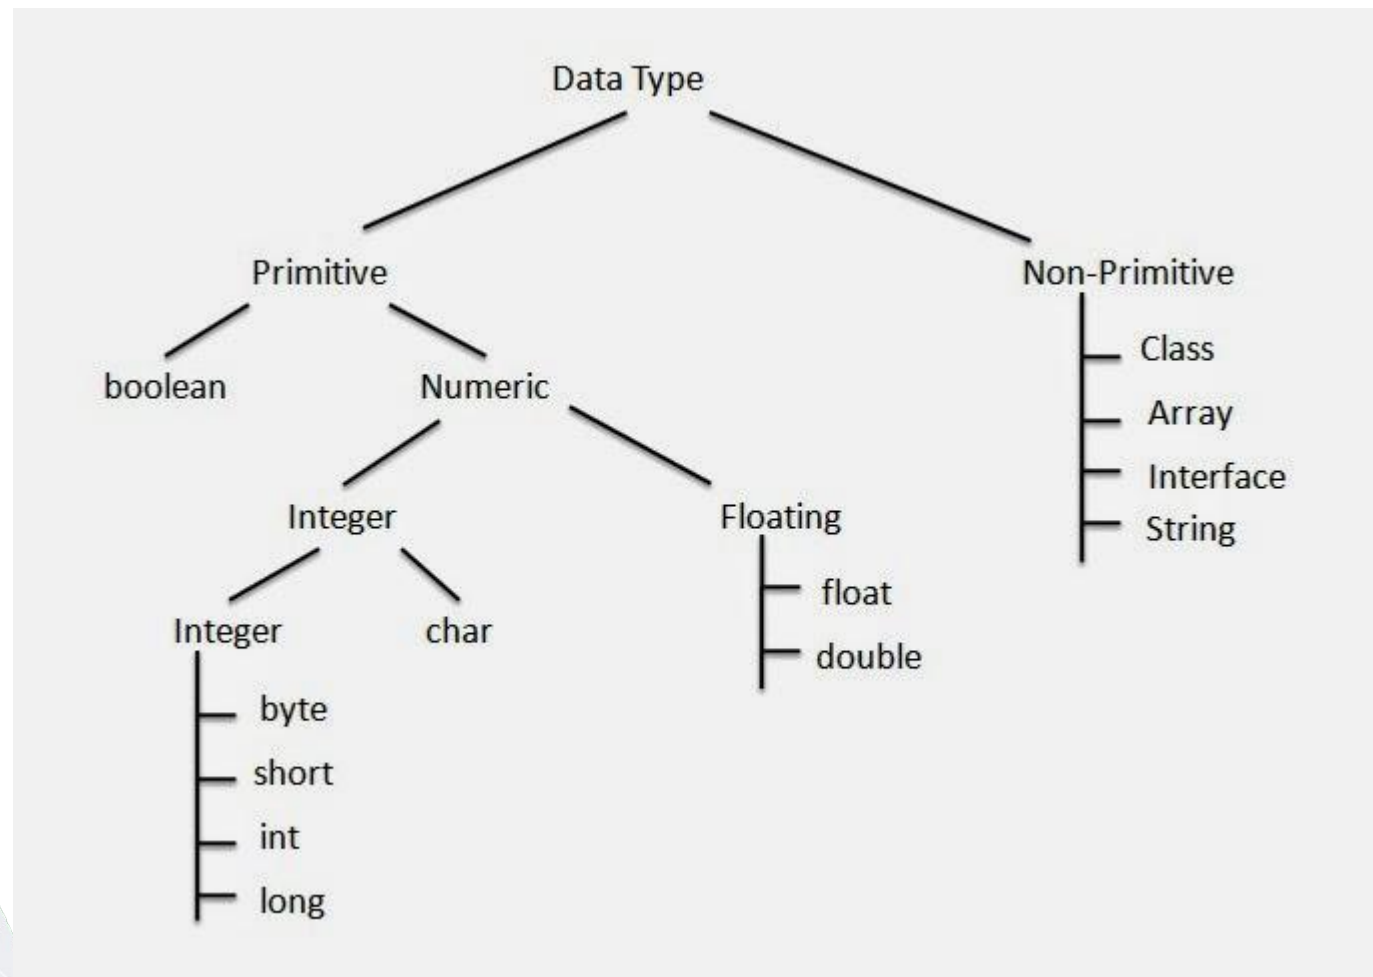 Data Type
Primitive
Non-Primitive
boolean
Numeric
Class
Array
Interface
String
Integer
Floating
float
double
Integer
char
byte
short
int
long